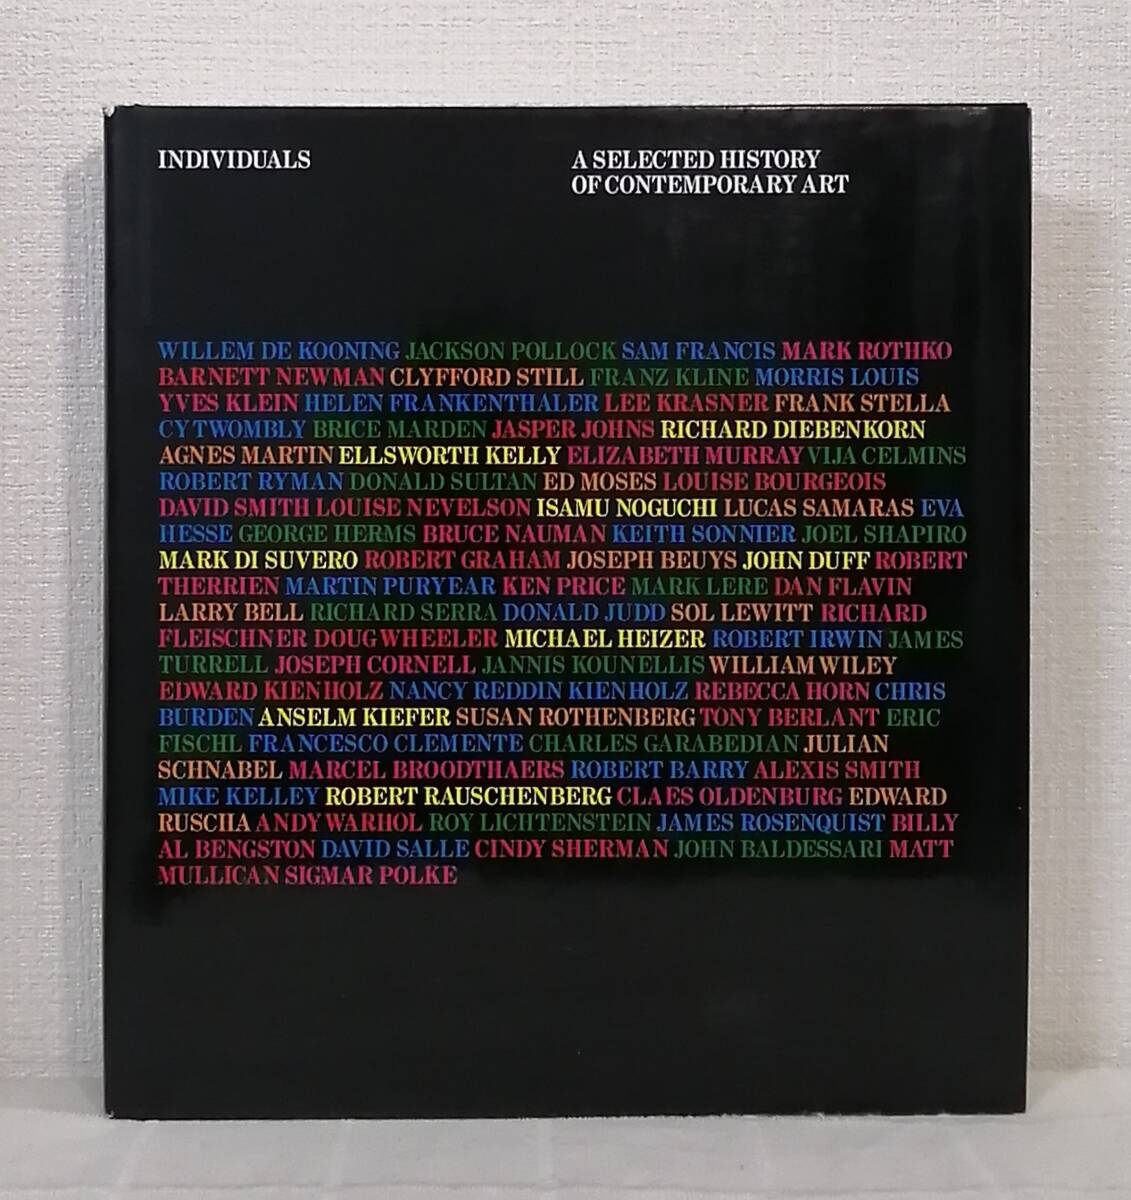 INDIVIDUALS
A SELECTED HISTORY
OF CONTEMPORARY ART
WILLEM DE KOONING JACKSON POLLOCK SAM FRANCIS MARK ROTHKO
BARNETT NEWMAN CLYFFORD STILL FRANZ KLINE MORRIS LOUIS
YVES KLEIN HELEN FRANKENTHALER LEE KRASNER FRANK STELLA
CY TWOMBLY BRICE MARDEN JASPER JOHNS RICHARD DIEBENKORN
AGNES MARTIN ELLSWORTH KELLY ELIZABETH MURRAY VIJA CELMINS
ROBERT RYMAN DONALD SULTAN ED MOSES LOUISE BOURGEOIS
DAVID SMITH LOUISE NEVELSON ISAMU NOGUCHI LUCAS SAMARAS EVA
HESSE GEORGE HERMS BRUCE NAUMAN KEITH SONNIER JOEL SHAPIRO
MARK DI SUVERO ROBERT GRAHAM JOSEPH BEUYS JOHN DUFF ROBERT
THERRIEN MARTIN PURYEAR KEN PRICE MARK LERE DAN FLAVIN
LARRY BELL RICHARD SERRA DONALD JUDD SOL LEWITT RICHARD
FLEISCHNER DOUG WHEELER MICHAEL HEIZER ROBERT IRWIN JAMES
TURRELL JOSEPH CORNELL JANNIS KOUNELLIS WILLIAM WILEY
EDWARD KIENHOLZ NANCY REDDIN KIENHOLZ REBECCA HORN CHRIS
BURDEN ANSELM KIEFER SUSAN ROTHENBERG TONY BERLANT ERIC
FISCHL FRANCESCO CLEMENTE CHARLES GARABEDIAN JULIAN
SCHNABEL MARCEL BROODTHAERS ROBERT BARRY ALEXIS SMITH
MIKE KELLEY ROBERT RAUSCHENBERG CLAES OLDENBURG EDWARD
RUSCHA ANDY WARHOL ROY LICHTENSTEIN JAMES ROSENQUIST BILLY
AL BENGSTON DAVID SALLE CINDY SHERMAN JOHN BALDESSARI MATT
MULLICAN SIGMAR POLKE